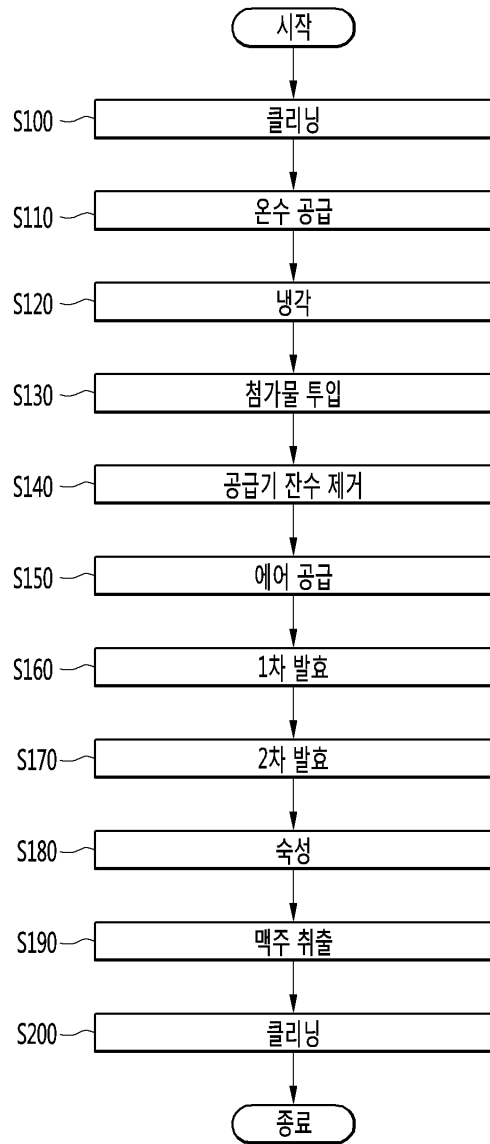 시작
S100 클리닝
S110 온수 공급
S120 냉각
S130 첨가물 투입
S140 공급기 잔수 제거
S150 에어 공급
S160 1차 발효
S170 2차 발효
S180 숙성
S190 맥주 취출
S200 클리닝
종료